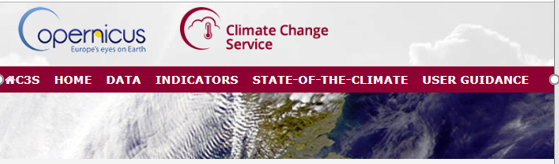 opernicus
Europe's eyes on Earth
Climate Change
Service
C3S HOME DATA INDICATORS STATE-OF-THE-CLIMATE USER GUIDANCE